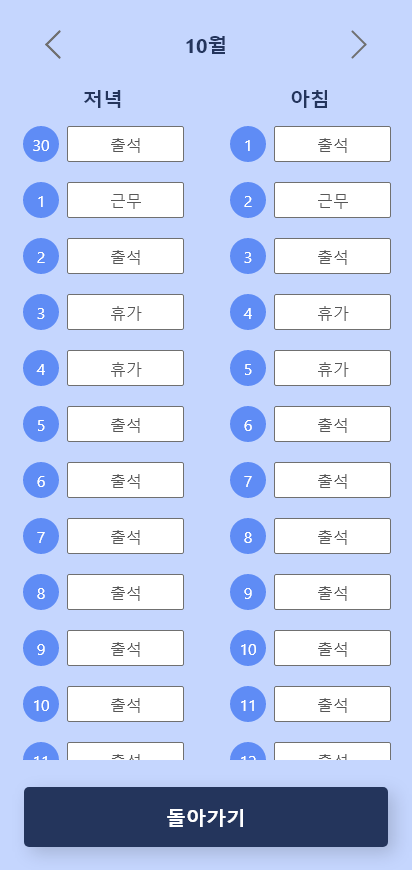 10월
저녁 아침
30 출석 1 출석
1 근무 2 근무
2 출석 3 출석
3 휴가 4 휴가
4 휴가 5 휴가
5 출석 6 출석
6 출석 7 출석
7 출석 8 출석
8 출석 9 출석
9 출석 10 출석
10 출석 11 출석
11 출석 12 출석
돌아가기